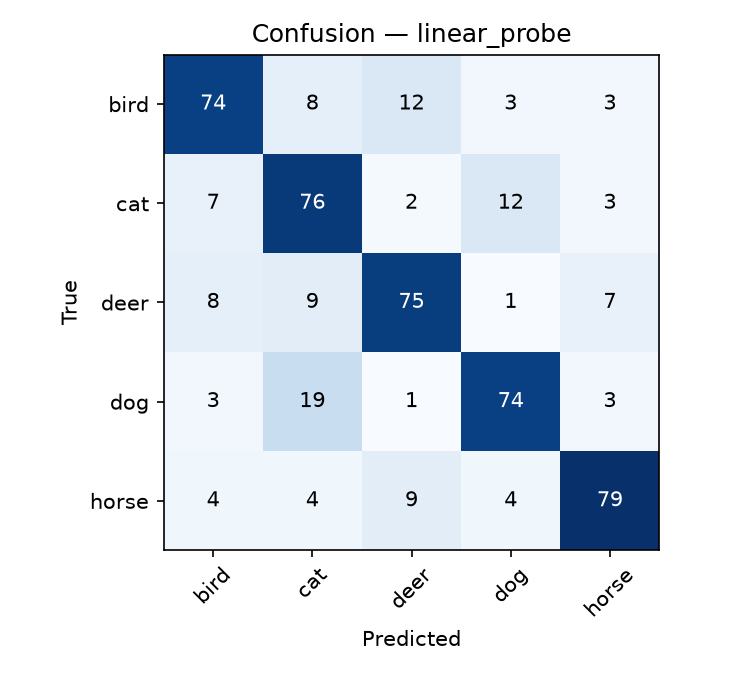 Confusion — linear_probe
bird 74 8 12 3 3
cat 7 76 2 12 3
deer 8 9 75 1 7
dog 3 19 1 74 3
horse 4 4 9 4 79
True
bird cat deer dog horse
Predicted